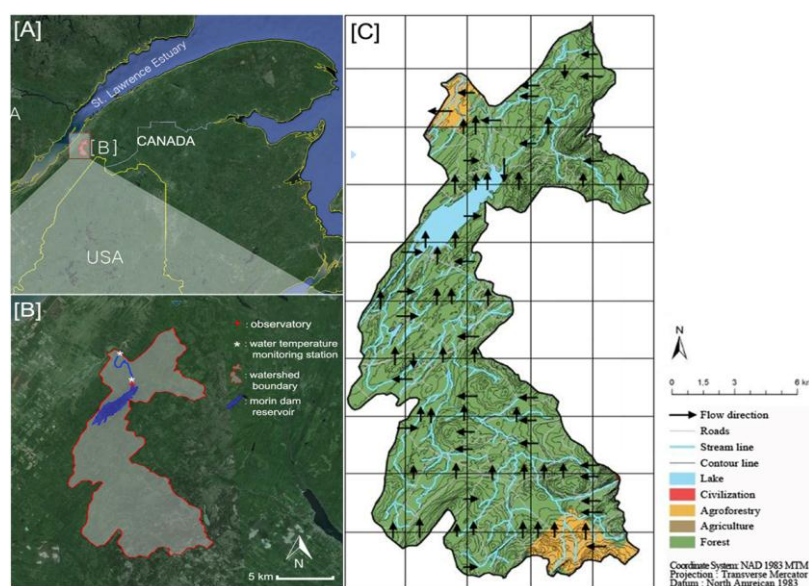 [A]
St. Lawrence Estuary
A
[B]
CANADA
USA
[B]
: observatory
: water temperature
monitoring station
: watershed
boundary
: morin dam
reservoir
N
5 km
[C]
N
0 1,5 3 6 km
Flow direction
Roads
Stream line
Contour line
Lake
Civilization
Agroforestry
Agriculture
Forest
Coordinate System: NAD 1983 MTM
Projection : Transverse Mercator
Datum : North Amreican 1983